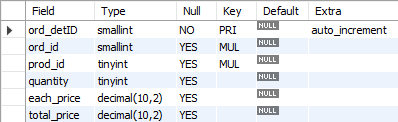 Field Type Null Key Default Extra
ord_detID smallint NO PRI NULL auto_increment
ord_id smallint YES MUL NULL
prod_id tinyint YES MUL NULL
quantity tinyint YES NULL
each_price decimal(10,2) YES NULL
total_price decimal(10,2) YES NULL